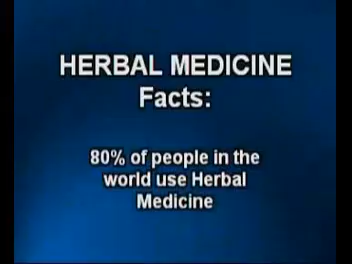 HERBAL MEDICINE
Facts:
80% of people in the
world use Herbal
Medicine